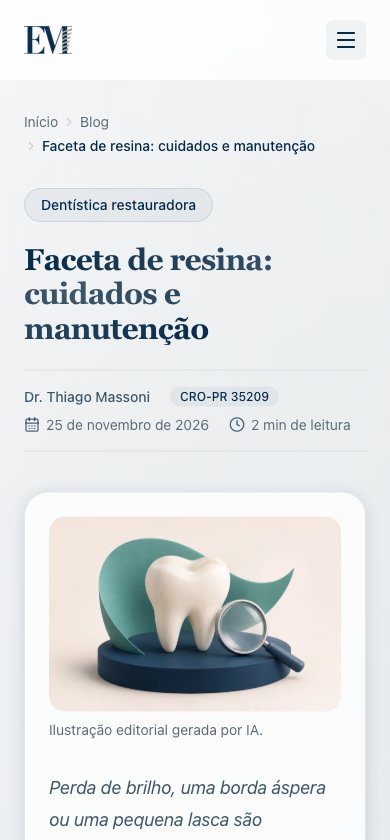 EM
Início > Blog
> Faceta de resina: cuidados e manutenção
Dentística restauradora
Faceta de resina:
cuidados e
manutenção
Dr. Thiago Massoni CRO-PR 35209
25 de novembro de 2026 2 min de leitura
Ilustração editorial gerada por IA.
Perda de brilho, uma borda áspera
ou uma pequena lasca são